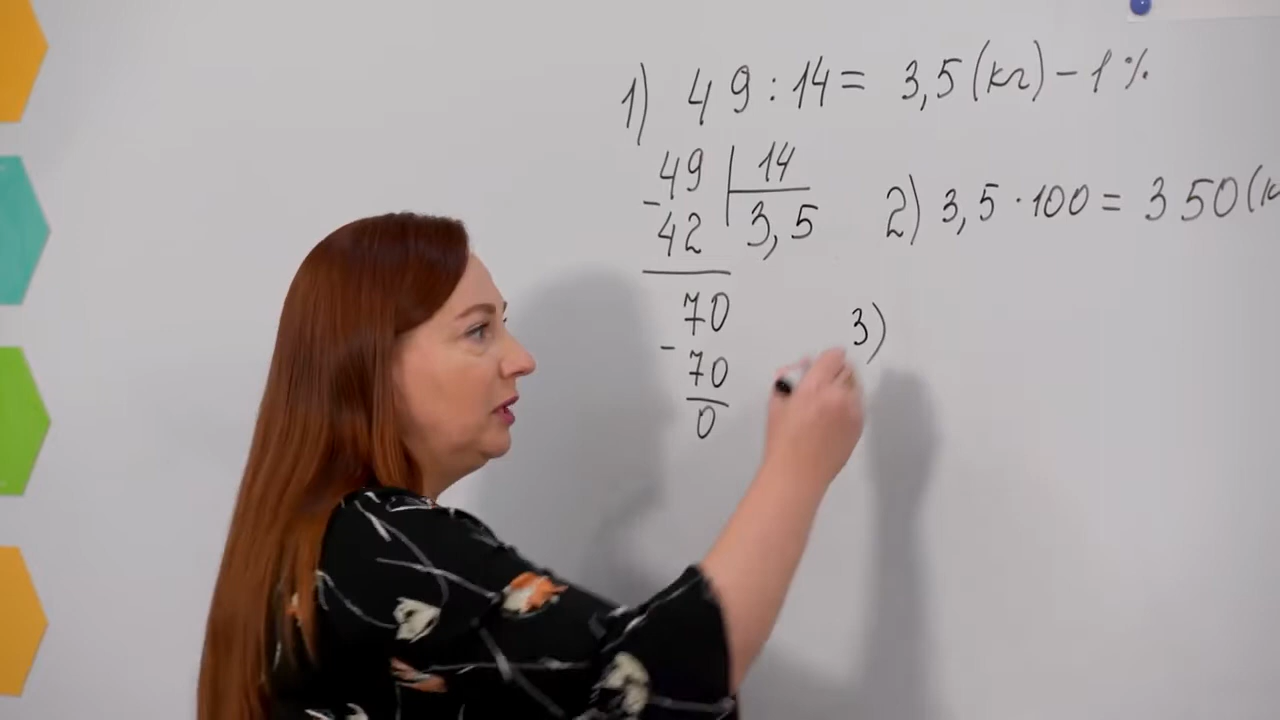 1) 49 : 14 = 3,5 (кг) - 1 %
49 | 14
- 42 3,5
70
- 70
0
2) 3,5 · 100 = 350 (к
3)